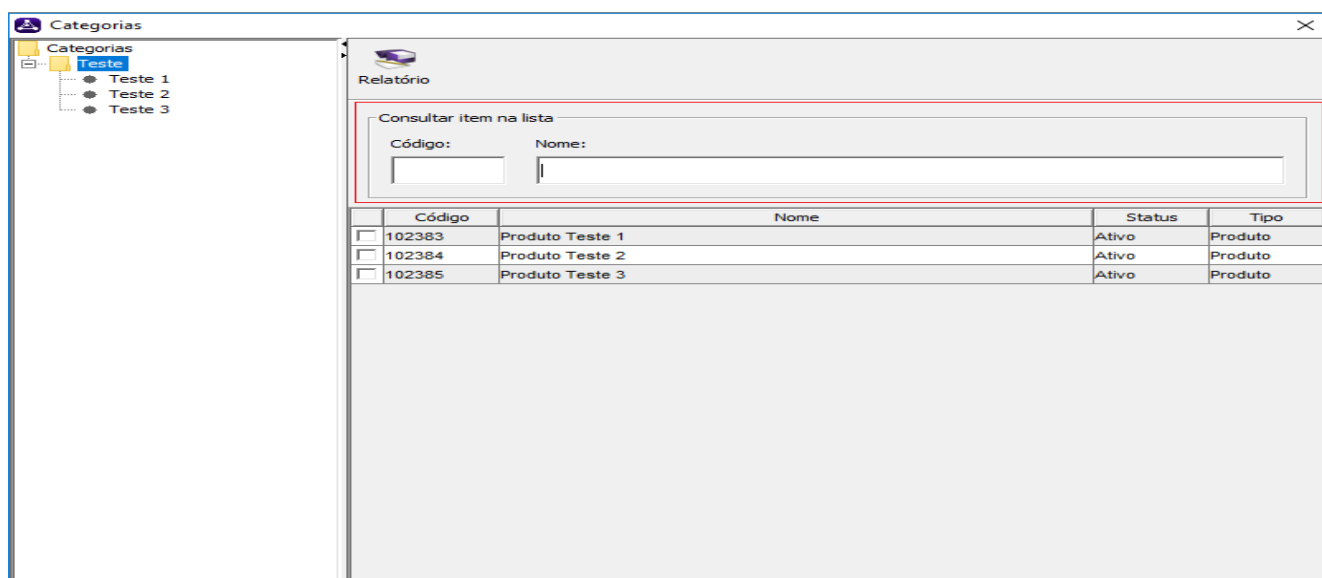 Categorias
Categorias
Teste
Teste 1
Teste 2
Teste 3
Relatório
Consultar item na lista
Código: Nome:
Código Nome Status Tipo
102383 Produto Teste 1 Ativo Produto
102384 Produto Teste 2 Ativo Produto
102385 Produto Teste 3 Ativo Produto